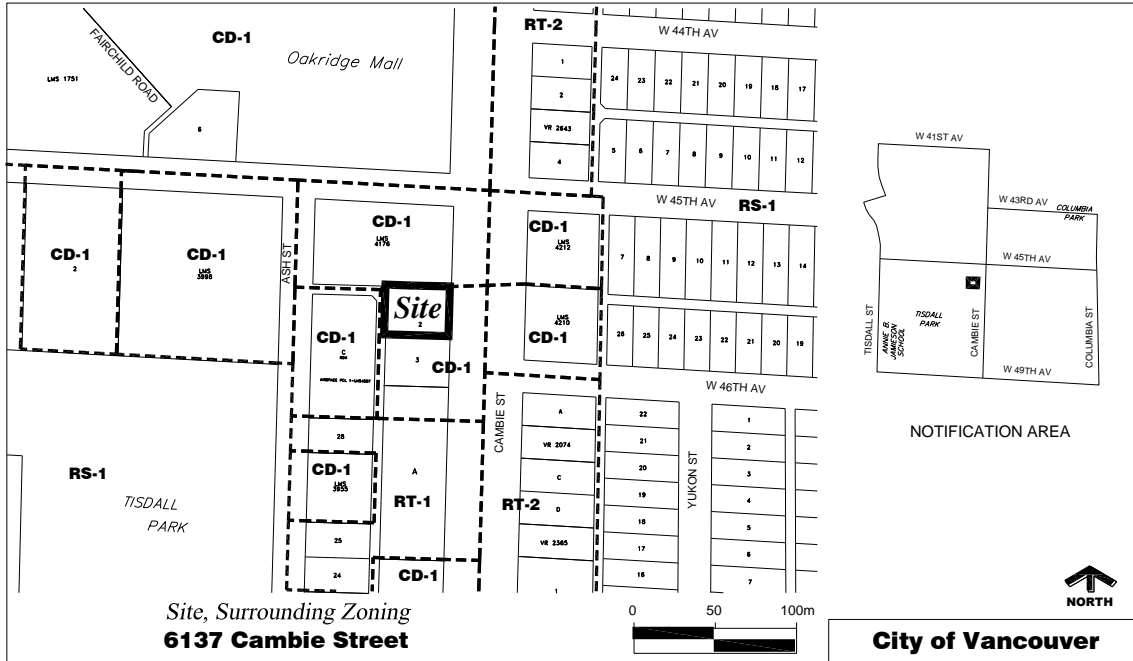 CD-1
Oakridge Mall
RT-2
W 44TH AV
FAIRCHILD ROAD
LMS 1751
6
1
2
VR 2643
4
24 23 22 21 20 19 18 17
5 6 7 8 9 10 11 12
W 45TH AV
RS-1
CD-1
2
CD-1
LMS
3998
ASH ST
CD-1
LMS
4176
CD-1
LMS
4212
7 8 9 10 11 12 13 14
Site
2
CD-1
C
3
CD-1
LMS
4210
CD-1
26 25 24 23 22 21 20 19
W 46TH AV
CAMBIE ST
28
CD-1
LMS
3955
25
24
A
RT-1
CD-1
RT-2
A
VR 2074
C
D
VR 2365
1
22
21
20
19
18
17
16
YUKON ST
1
2
3
4
5
6
7
RS-1
TISDALL
PARK
Site, Surrounding Zoning
6137 Cambie Street
0 50 100m
W 41ST AV
W 43RD AV
COLUMBIA
PARK
W 45TH AV
TISDALL ST
ANNIE B.
JAMIESON
SCHOOL
TISDALL
PARK
CAMBIE ST
COLUMBIA ST
W 49TH AV
NOTIFICATION AREA
NORTH
City of Vancouver